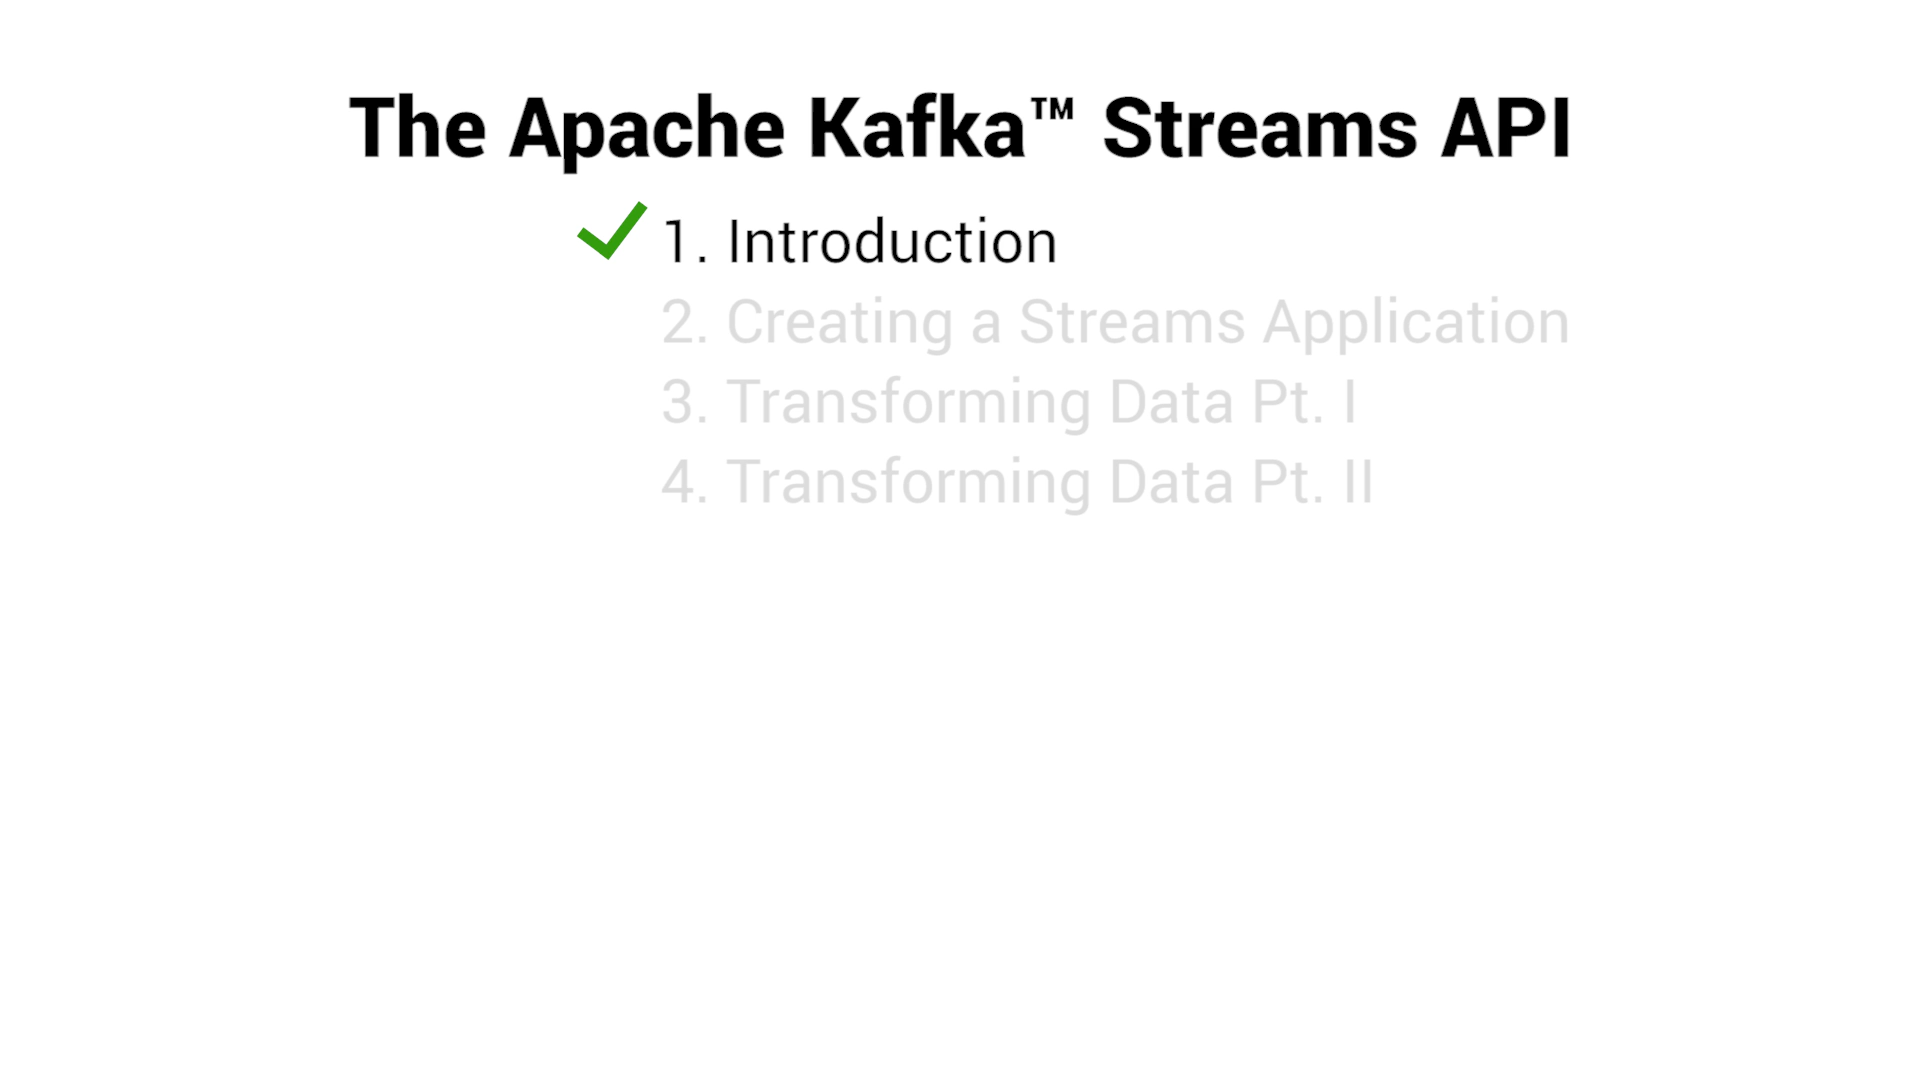 The Apache Kafka™ Streams API
1. Introduction
2. Creating a Streams Application
3. Transforming Data Pt. I
4. Transforming Data Pt. II